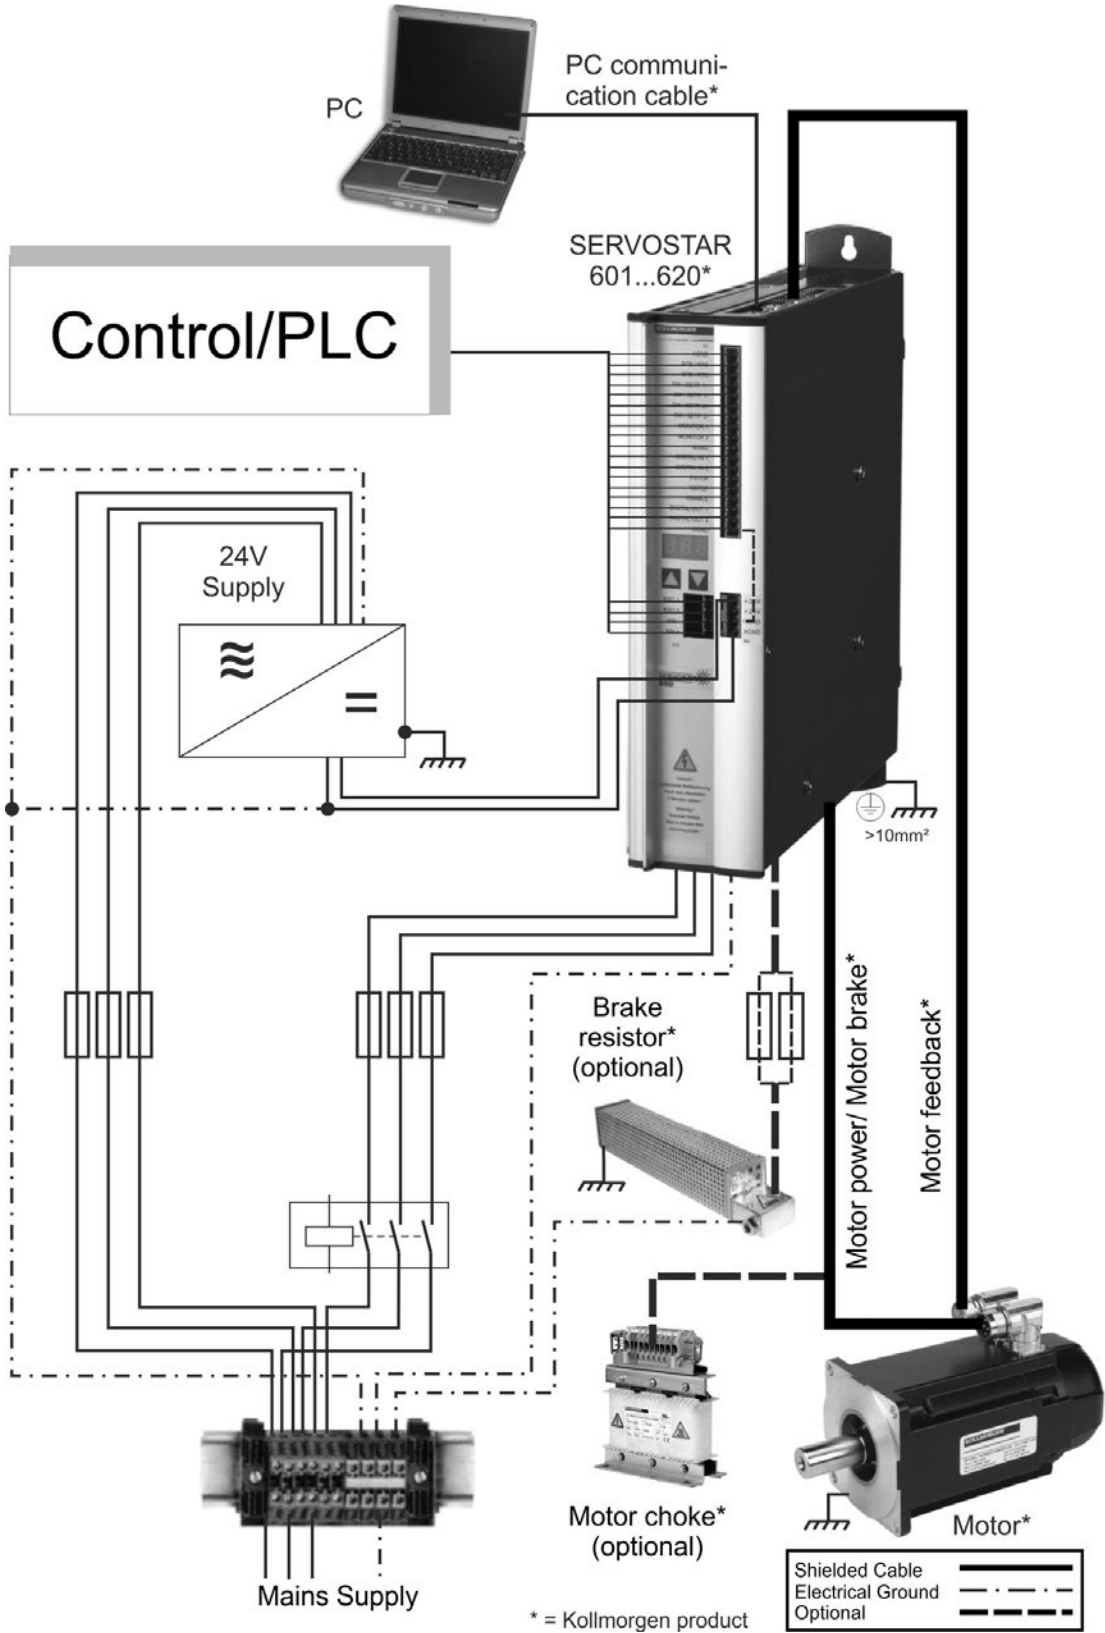 PC
PC communi-
cation cable*
SERVOSTAR
601...620*
Control/PLC
24V
Supply
>10mm²
Brake
resistor*
(optional)
Motor power/ Motor brake*
Motor feedback*
Motor choke*
(optional)
Motor*
Mains Supply
Shielded Cable
Electrical Ground
Optional
* = Kollmorgen product